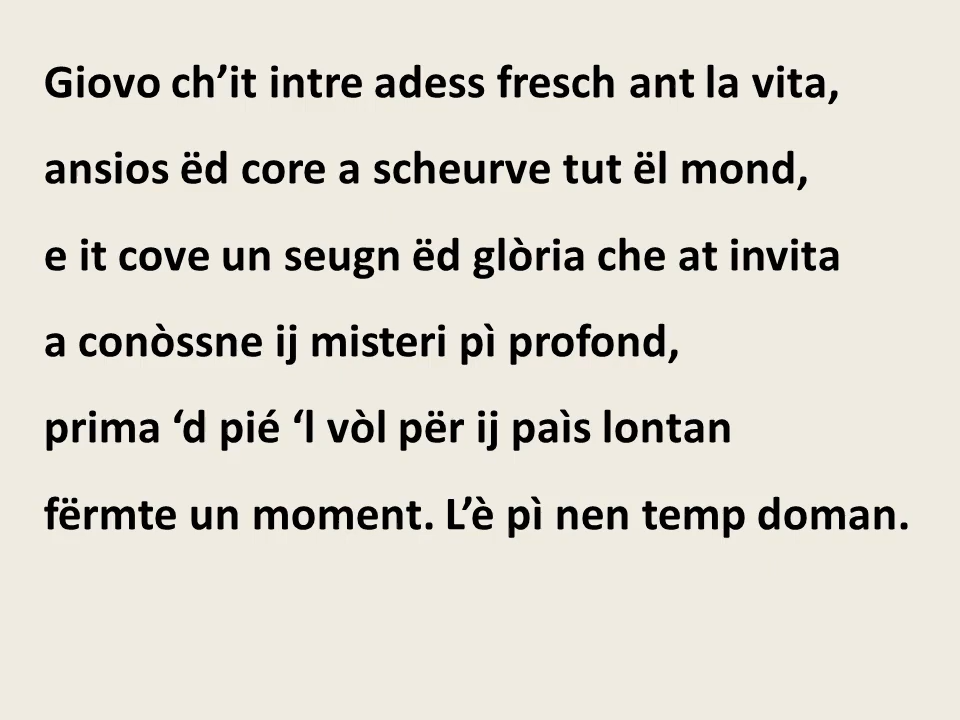 Giovo ch’it intre adess fresch ant la vita,
ansios ëd core a scheurve tut ël mond,
e it cove un seugn ëd glòria che at invita
a conòssne ij misteri pì profond,
prima ‘d pié ‘l vòl për ij paìs lontan
fërmte un moment. L’è pì nen temp doman.